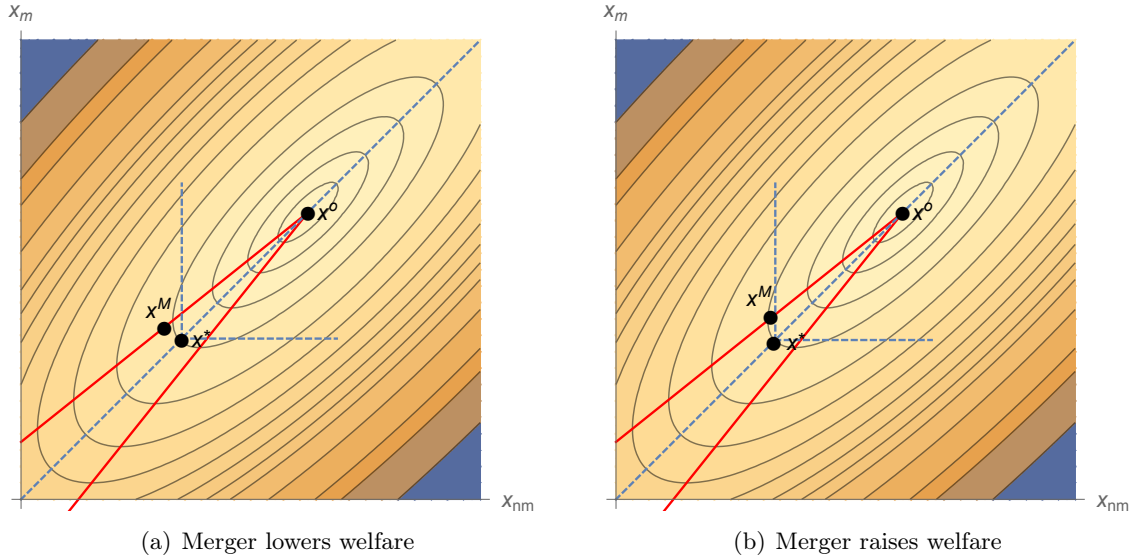 x_m
x_m
x^o
x^o
x^M
x^M
x^*
x^*
x_nm
x_nm
(a) Merger lowers welfare
(b) Merger raises welfare